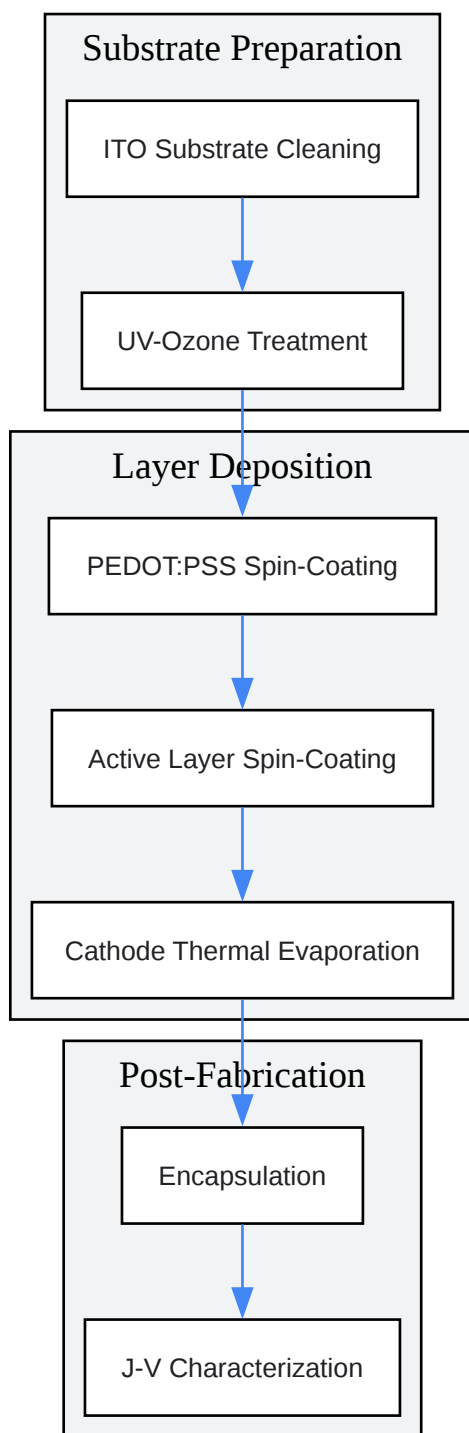 Substrate Preparation
ITO Substrate Cleaning
UV-Ozone Treatment
Layer Deposition
PEDOT:PSS Spin-Coating
Active Layer Spin-Coating
Cathode Thermal Evaporation
Post-Fabrication
Encapsulation
J-V Characterization